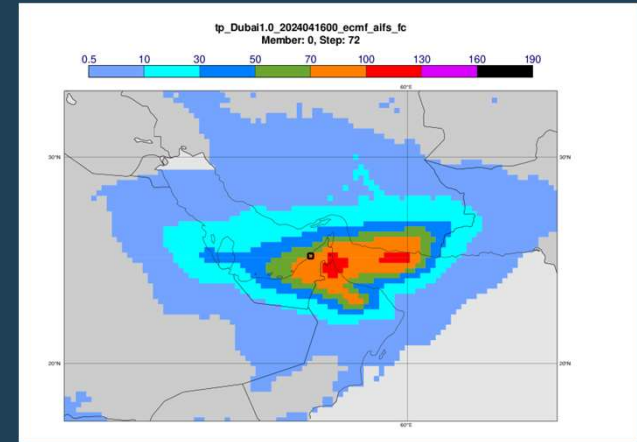 tp_Dubai1.0_2024041600_ecmf_aifs_fc
Member: 0, Step: 72
0.5 10 30 50 70 100 130 160 190
60°E
30°N 30°N
20°N 20°N
60°E